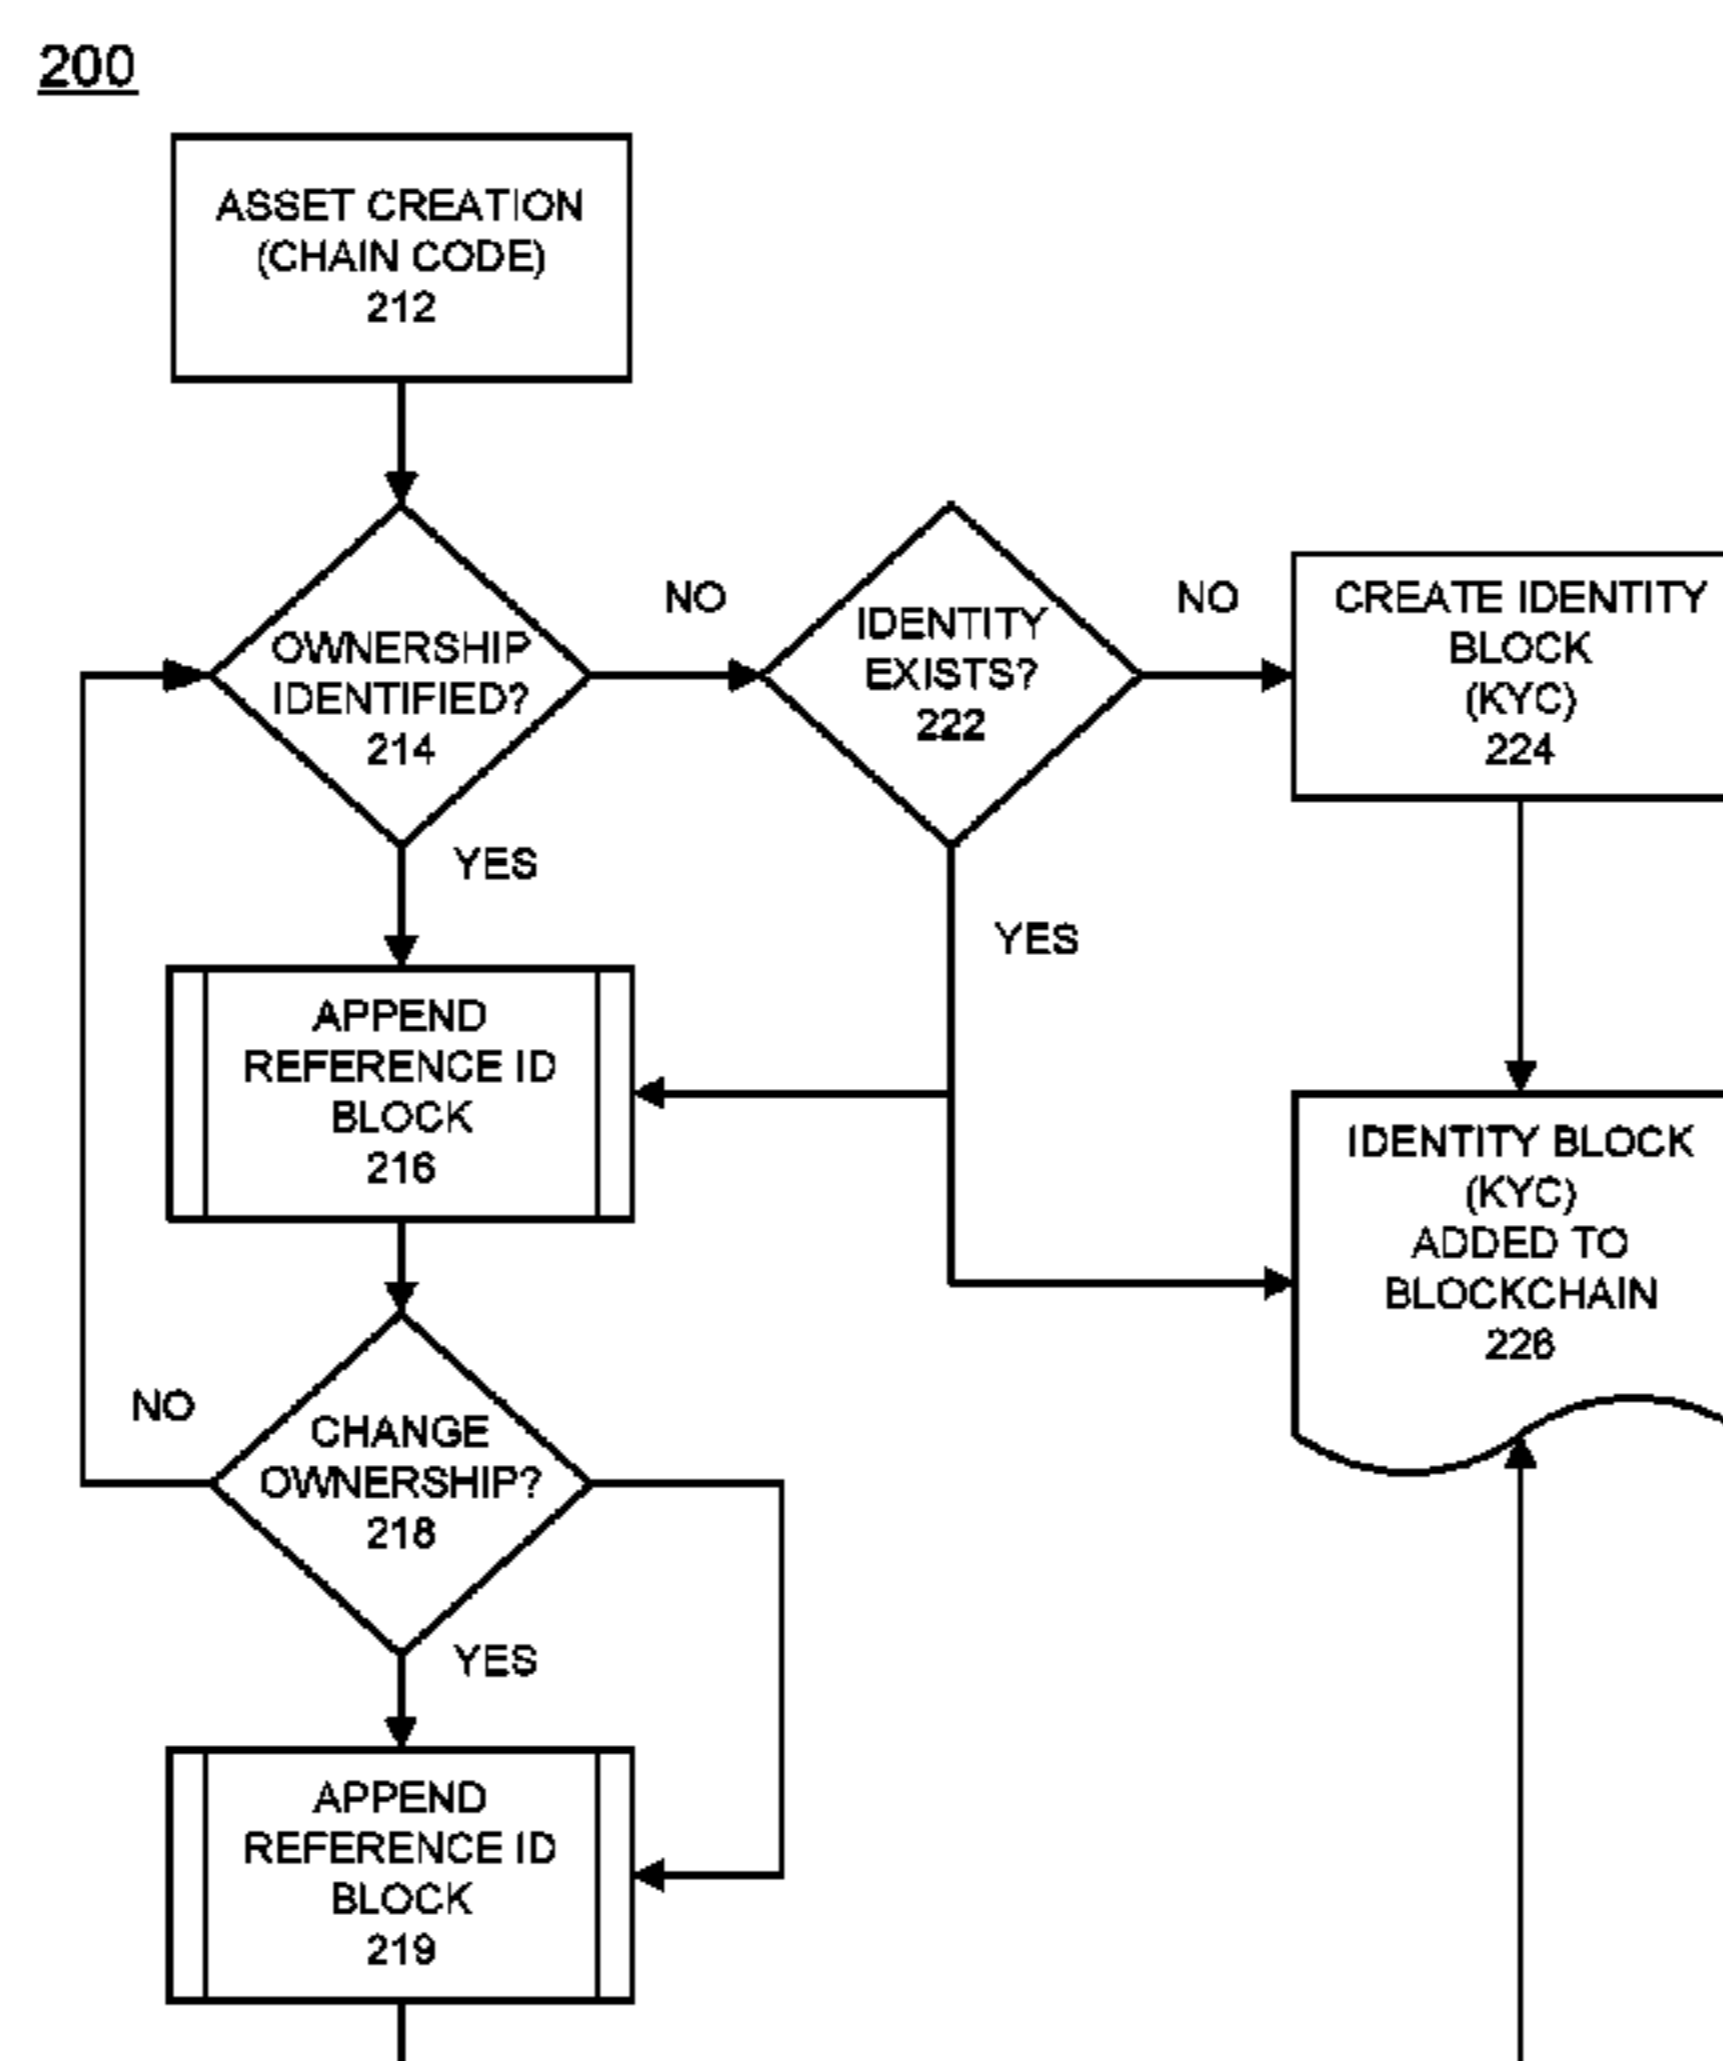 200
ASSET CREATION
(CHAIN CODE)
212
OWNERSHIP
IDENTIFIED?
214
NO
IDENTITY
EXISTS?
222
NO
CREATE IDENTITY
BLOCK
(KYC)
224
YES
YES
APPEND
REFERENCE ID
BLOCK
216
IDENTITY BLOCK
(KYC)
ADDED TO
BLOCKCHAIN
226
NO
CHANGE
OWNERSHIP?
218
YES
APPEND
REFERENCE ID
BLOCK
219